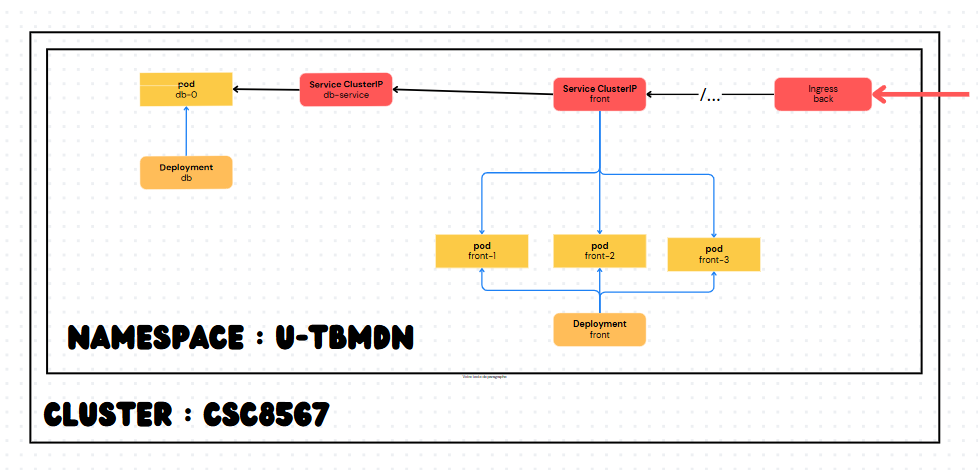 pod
db-0
Service ClusterIP
db-service
Service ClusterIP
front
/...
Ingress
back
Deployment
db
pod
front-1
pod
front-2
pod
front-3
Deployment
front
NAMESPACE : U-TBMDN
CLUSTER : CSC8567